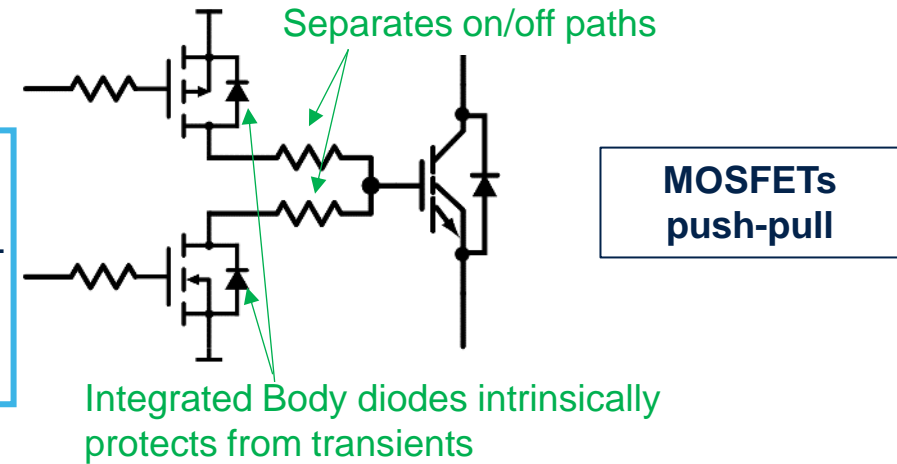 Separates on/off paths
MOSFETs
push-pull
Integrated Body diodes intrinsically
protects from transients